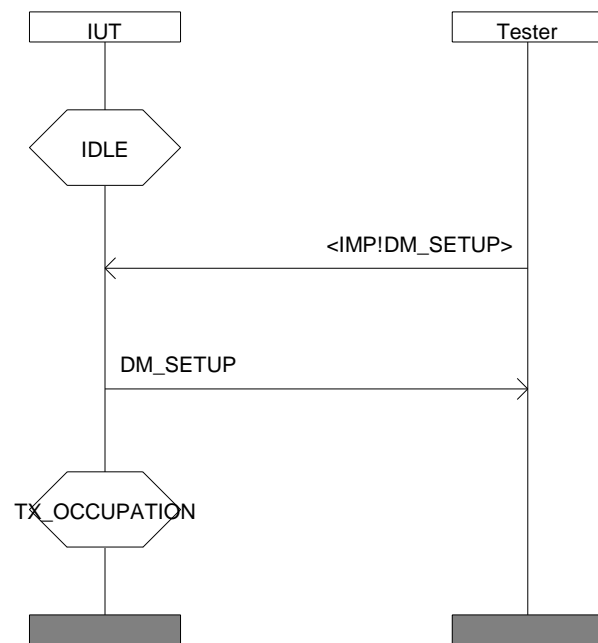 IUT
Tester
IDLE
<IMP!DM_SETUP>
DM_SETUP
TX_OCCUPATION